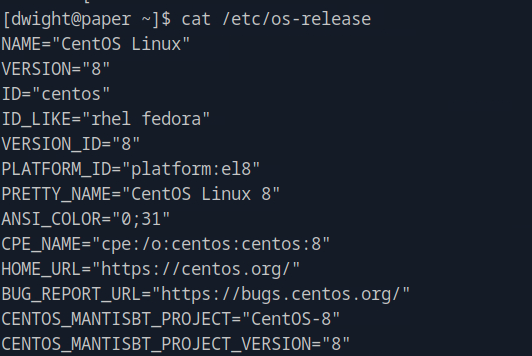 [dwight@paper ~]$ cat /etc/os-release
NAME="CentOS Linux"
VERSION="8"
ID="centos"
ID_LIKE="rhel fedora"
VERSION_ID="8"
PLATFORM_ID="platform:el8"
PRETTY_NAME="CentOS Linux 8"
ANSI_COLOR="0;31"
CPE_NAME="cpe:/o:centos:centos:8"
HOME_URL="https://centos.org/"
BUG_REPORT_URL="https://bugs.centos.org/"
CENTOS_MANTISBT_PROJECT="CentOS-8"
CENTOS_MANTISBT_PROJECT_VERSION="8"